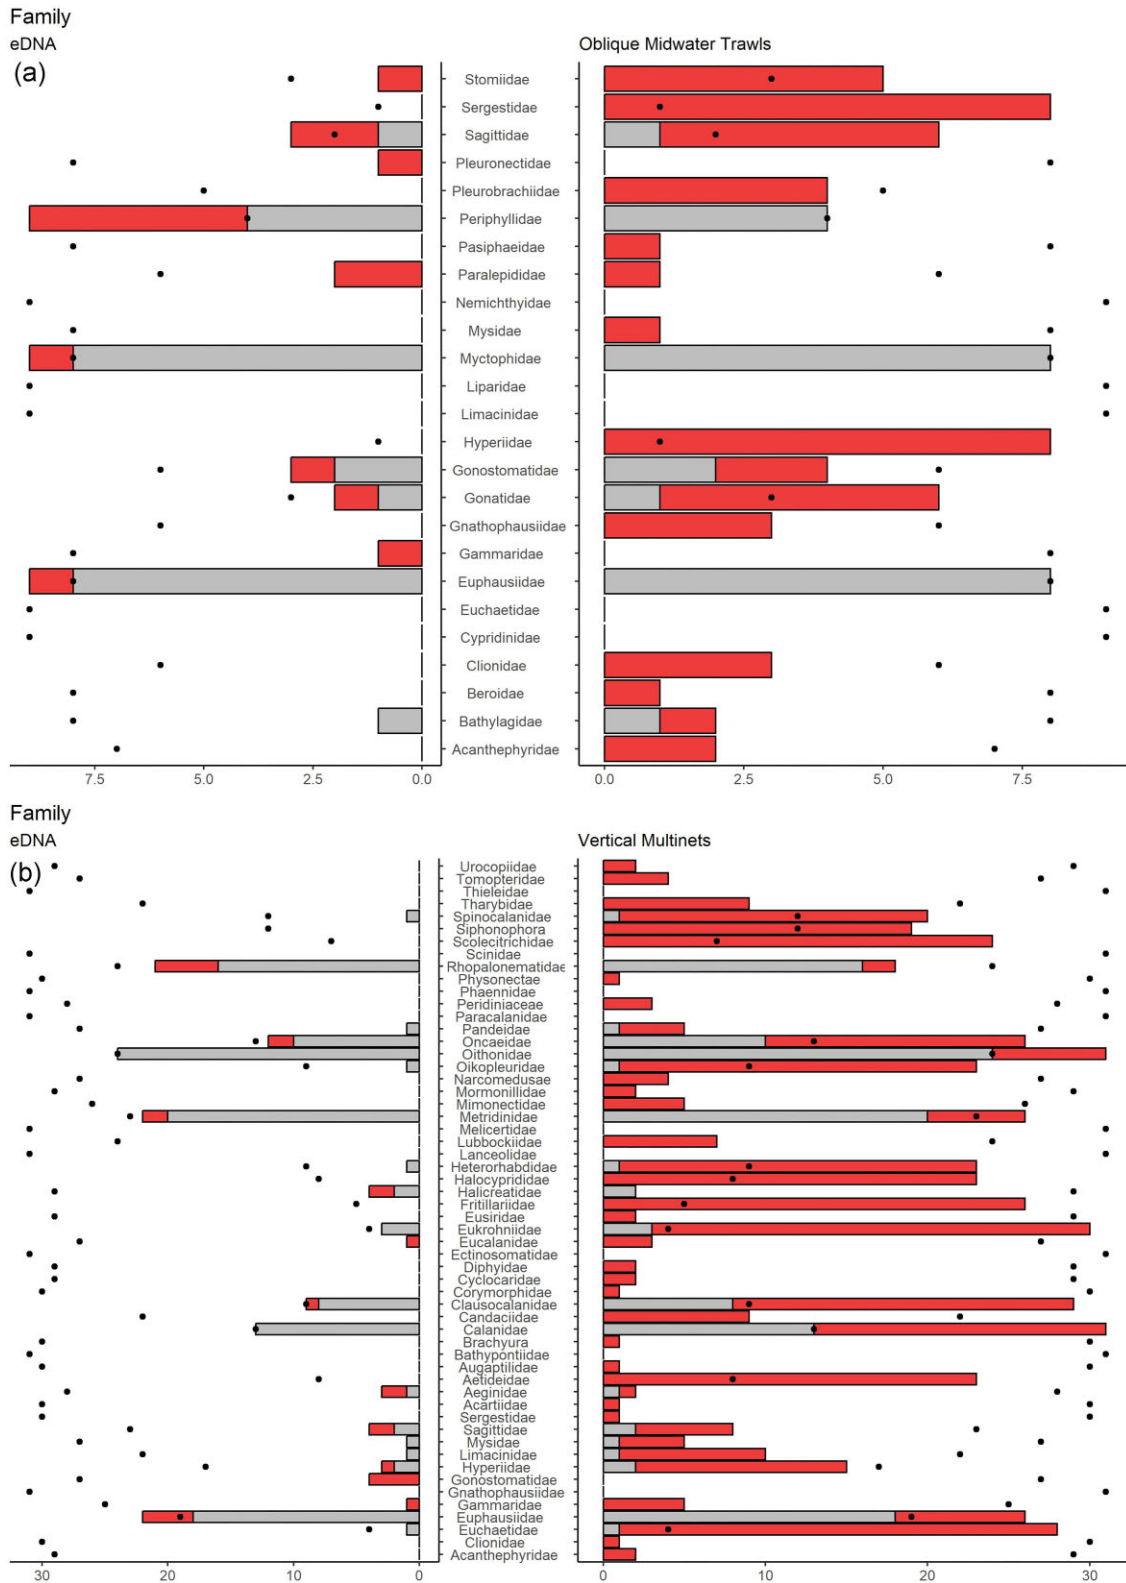 Family
eDNA Oblique Midwater Trawls
(a)
Stomiidae
Sergestidae
Sagittidae
Pleuronectidae
Pleurobrachiidae
Periphyllidae
Pasiphaeidae
Paralepididae
Nemichthyidae
Mysidae
Myctophidae
Liparidae
Limacinidae
Hyperiidae
Gonostomatidae
Gonatidae
Gnathophausiidae
Gammaridae
Euphausiidae
Euchaetidae
Cypridinidae
Clionidae
Beroidae
Bathylagidae
Acanthephyridae
7.5 5.0 2.5 0.0 0.0 2.5 5.0 7.5
Family
eDNA Vertical Multinets
(b)
Urocopiidae
Tomopteridae
Thieleidae
Tharybidae
Spinocalanidae
Siphonophora
Scolecitrichidae
Scinidae
Rhopalonematidae
Physonectae
Phaennidae
Peridiniaceae
Paracalanidae
Pandeidae
Oncaeidae
Oithonidae
Oikopleuridae
Narcomedusae
Mormonillidae
Mimonectidae
Metridinidae
Melicertidae
Lubbockiidae
Lanceolidae
Heterorhabdidae
Halocyprididae
Halicreatidae
Fritillariidae
Eusiridae
Eukrohniidae
Eucalanidae
Ectinosomatidae
Diphyidae
Cyclocaridae
Corymorphidae
Clausocalanidae
Candaciidae
Calanidae
Brachyura
Bathypontiidae
Augaptilidae
Aetideidae
Aeginidae
Acartiidae
Sergestidae
Sagittidae
Mysidae
Limacinidae
Hyperiidae
Gonostomatidae
Gnathophausiidae
Gammaridae
Euphausiidae
Euchaetidae
Clionidae
Acanthephyridae
30 20 10 0 0 10 20 30